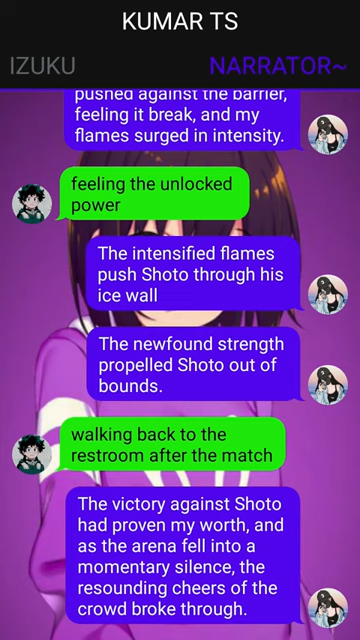 KUMAR TS
IZUKU
NARRATOR~
pushed against the barrier,
feeling it break, and my
flames surged in intensity.
feeling the unlocked
power
The intensified flames
push Shoto through his
ice wall
The newfound strength
propelled Shoto out of
bounds.
walking back to the
restroom after the match
The victory against Shoto
had proven my worth, and
as the arena fell into a
momentary silence, the
resounding cheers of the
crowd broke through.